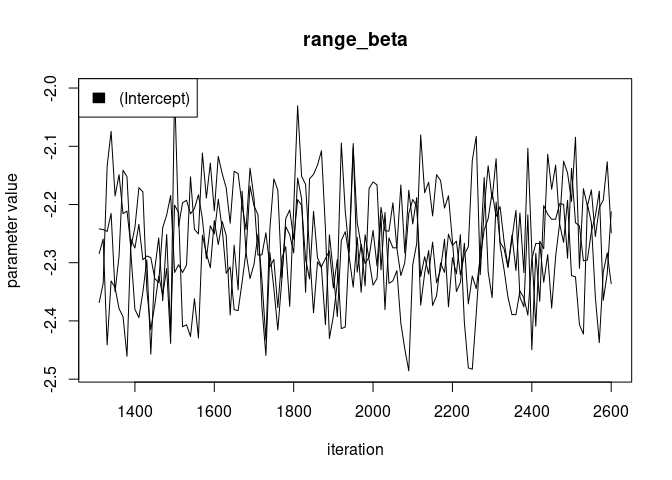 range_beta
(Intercept)
parameter value
-2.0
-2.1
-2.2
-2.3
-2.4
-2.5
1400 1600 1800 2000 2200 2400 2600
iteration